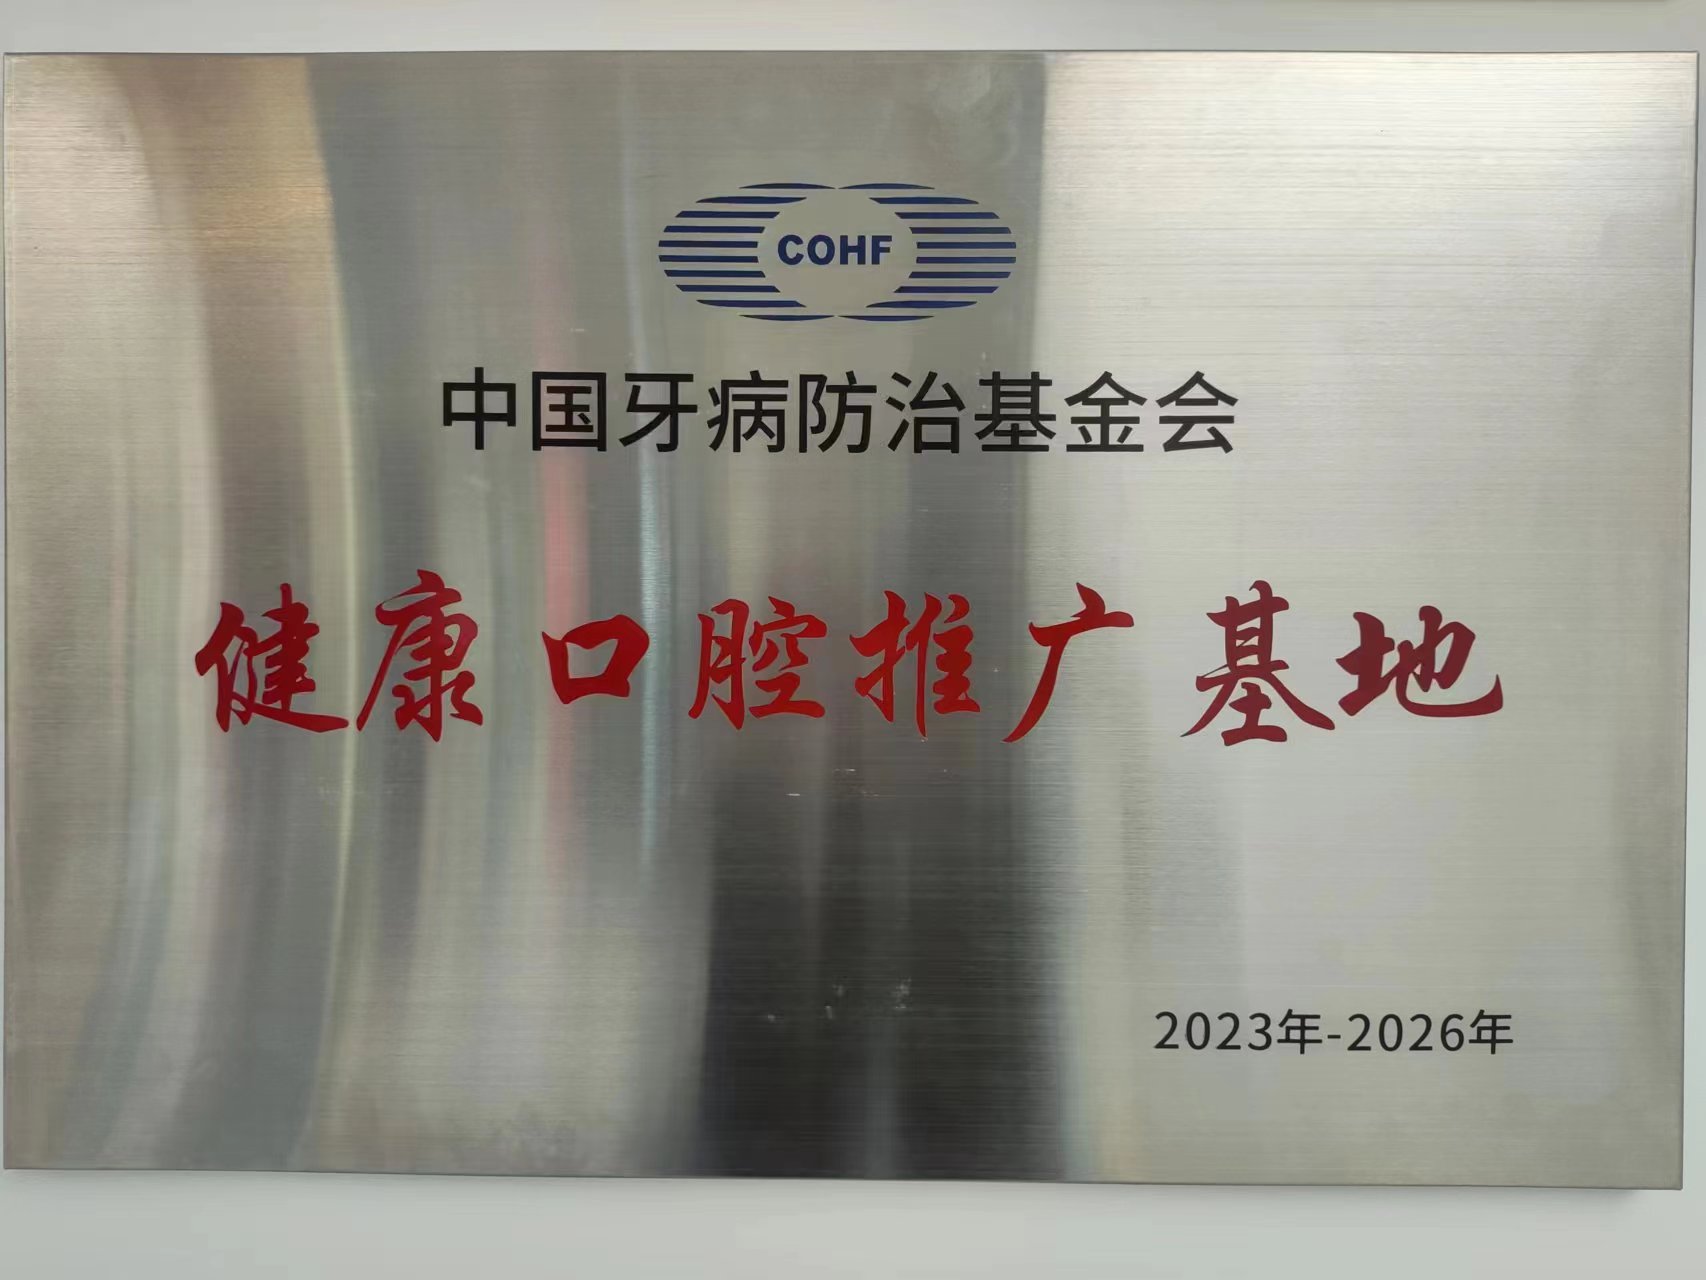 COHF
中国牙病防治基金会
健康口腔推广基地
2023年-2026年